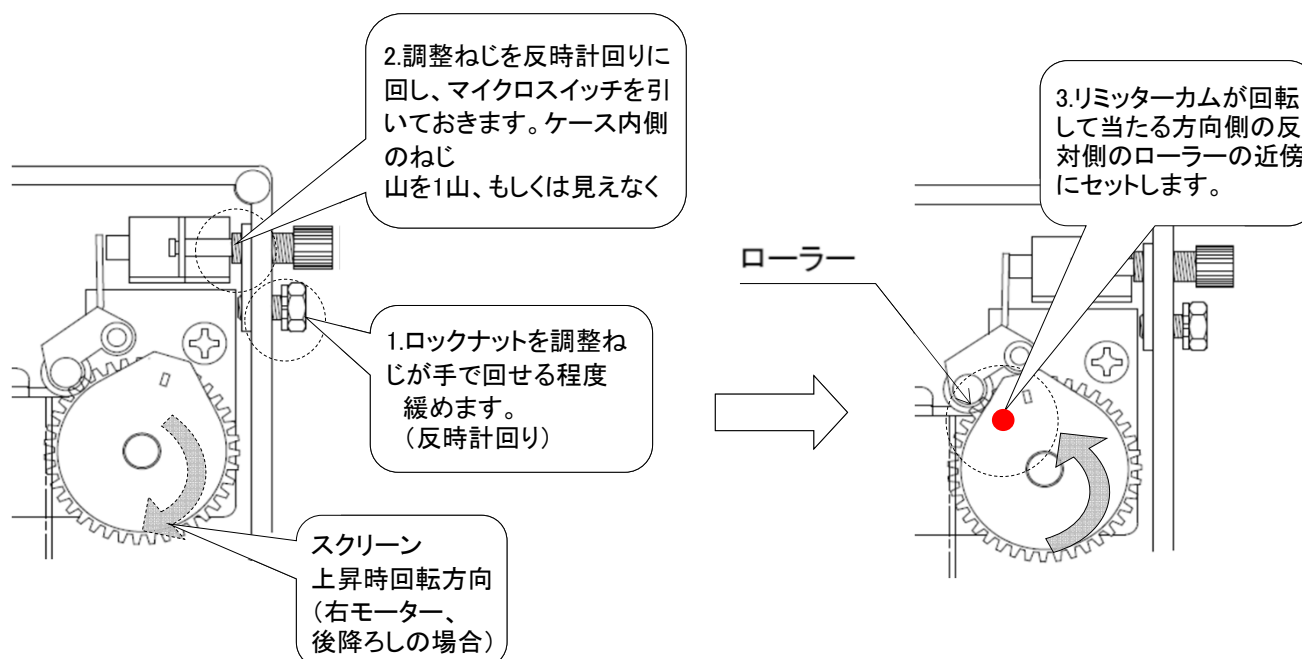 2.調整ねじを反時計回りに
回し、マイクロスイッチを引
いておきます。ケース内側
のねじ
山を1山、もしくは見えなく
1.ロックナットを調整ね
じが手で回せる程度
緩めます。
（反時計回り）
スクリーン
上昇時回転方向
（右モーター、
後降ろしの場合）
3.リミッターカムが回転
して当たる方向側の反
対側のローラーの近傍
にセットします。
ローラー